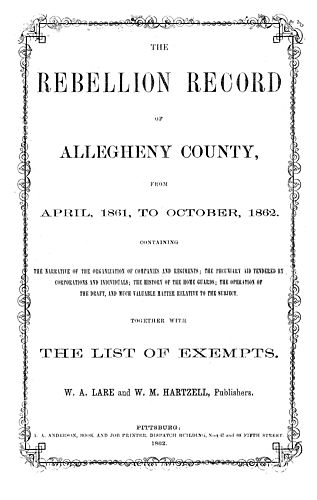 THE
REBELLION RECORD
OF
ALLEGHENY COUNTY,
FROM
APRIL, 1861, TO OCTOBER, 1862.
CONTAINING
THE NARRATIVE OF THE ORGANIZATION OF COMPANIES AND REGIMENTS; THE PECUNIARY AID TENDERED BY
CORPORATIONS AND INDIVIDUALS; THE HISTORY OF THE HOME GUARDS; THE OPERATION OF
THE DRAFT, AND MUCH VALUABLE MATTER RELATIVE TO THE SUBJECT.
TOGETHER WITH
THE LIST OF EXEMPTS.
W. A. LARE and W. M. HARTZELL, Publishers.
PITTSBURG:
A. ANDERSON, BOOK AND JOB PRINTER, DISPATCH BUILDING, Nos. 67 and 69 FIFTH STREET.
1862.